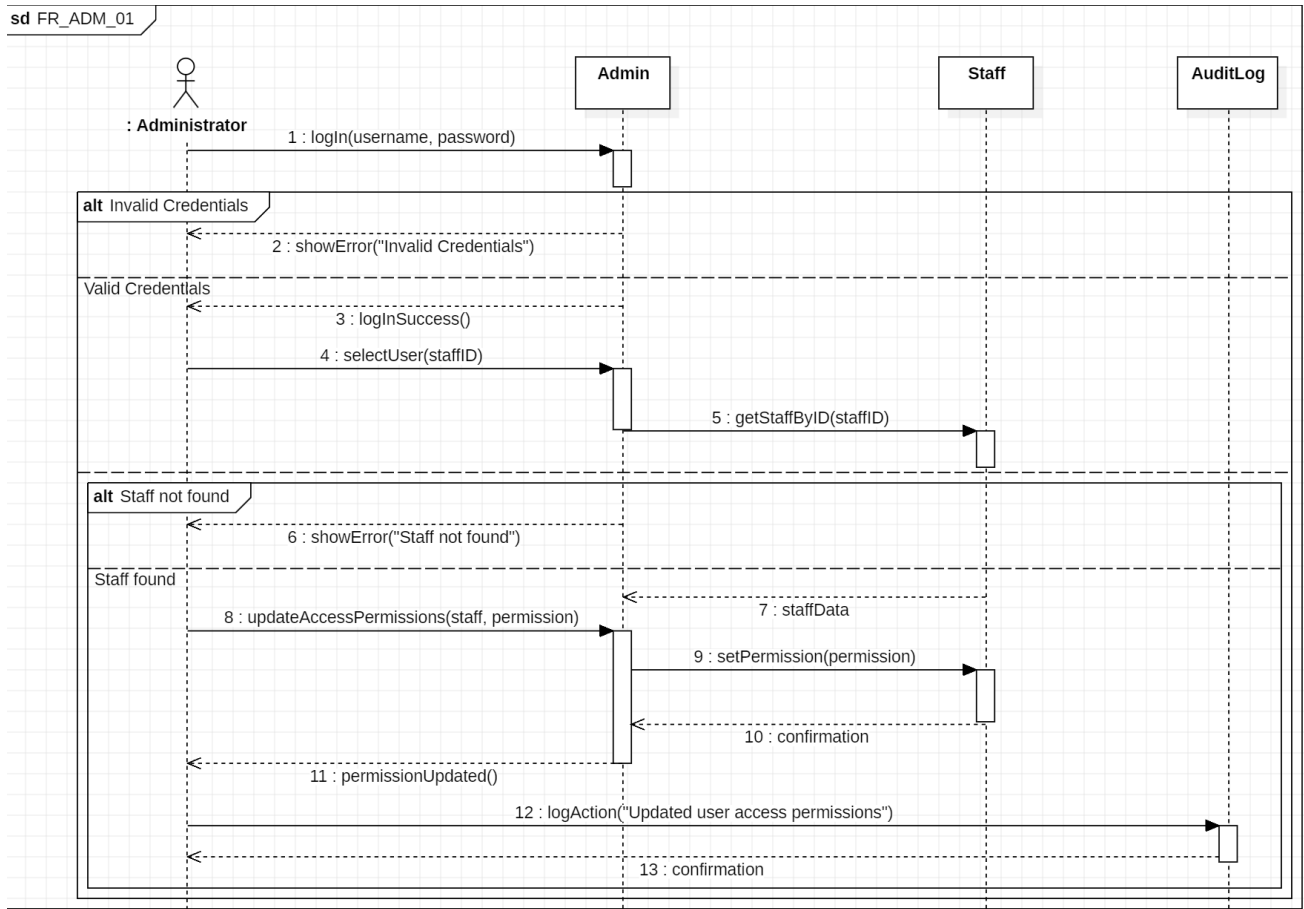 sd FR_ADM_01
: Administrator
Admin
Staff
AuditLog
1 : logIn(username, password)
alt Invalid Credentials
2 : showError("Invalid Credentials")
Valid Credentials
3 : logInSuccess()
4 : selectUser(staffID)
5 : getStaffByID(staffID)
alt Staff not found
6 : showError("Staff not found")
Staff found
7 : staffData
8 : updateAccessPermissions(staff, permission)
9 : setPermission(permission)
10 : confirmation
11 : permissionUpdated()
12 : logAction("Updated user access permissions")
13 : confirmation